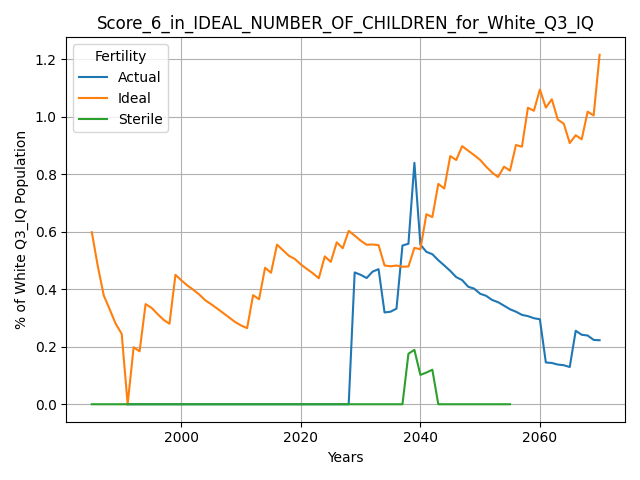 Score_6_in_IDEAL_NUMBER_OF_CHILDREN_for_White_Q3_IQ
Fertility
Actual
Ideal
Sterile
% of White Q3_IQ Population
1.2
1.0
0.8
0.6
0.4
0.2
0.0
2000
2020
2040
2060
Years